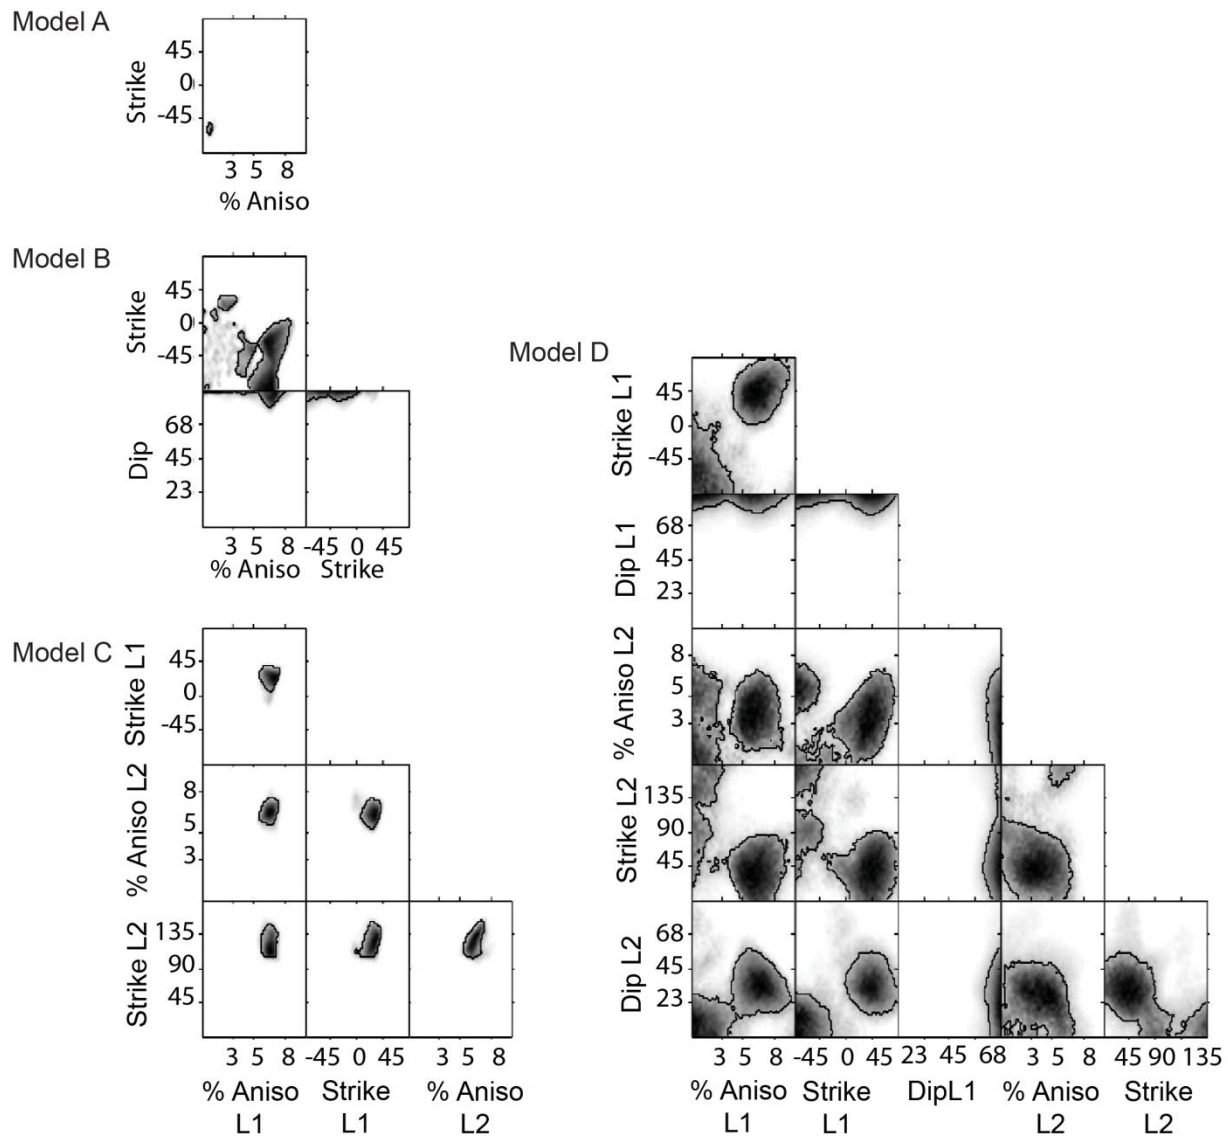 Model A
Strike
45
0
-45
3 5 8
% Aniso
Model B
Strike
45
0
-45
Dip
68
45
23
3 5 8 -45 0 45
% Aniso Strike
Model C
Strike L1
45
0
-45
% Aniso L2
8
5
3
Strike L2
135
90
45
3 5 8 -45 0 45 3 5 8
% Aniso Strike % Aniso
L1 L1 L2
Model D
Strike L1
45
0
-45
Dip L1
68
45
23
% Aniso L2
8
5
3
Strike L2
135
90
45
Dip L2
68
45
23
3 5 8 -45 0 45 23 45 68 3 5 8 45 90 135
% Aniso Strike DipL1 % Aniso Strike
L1 L1 L2 L2